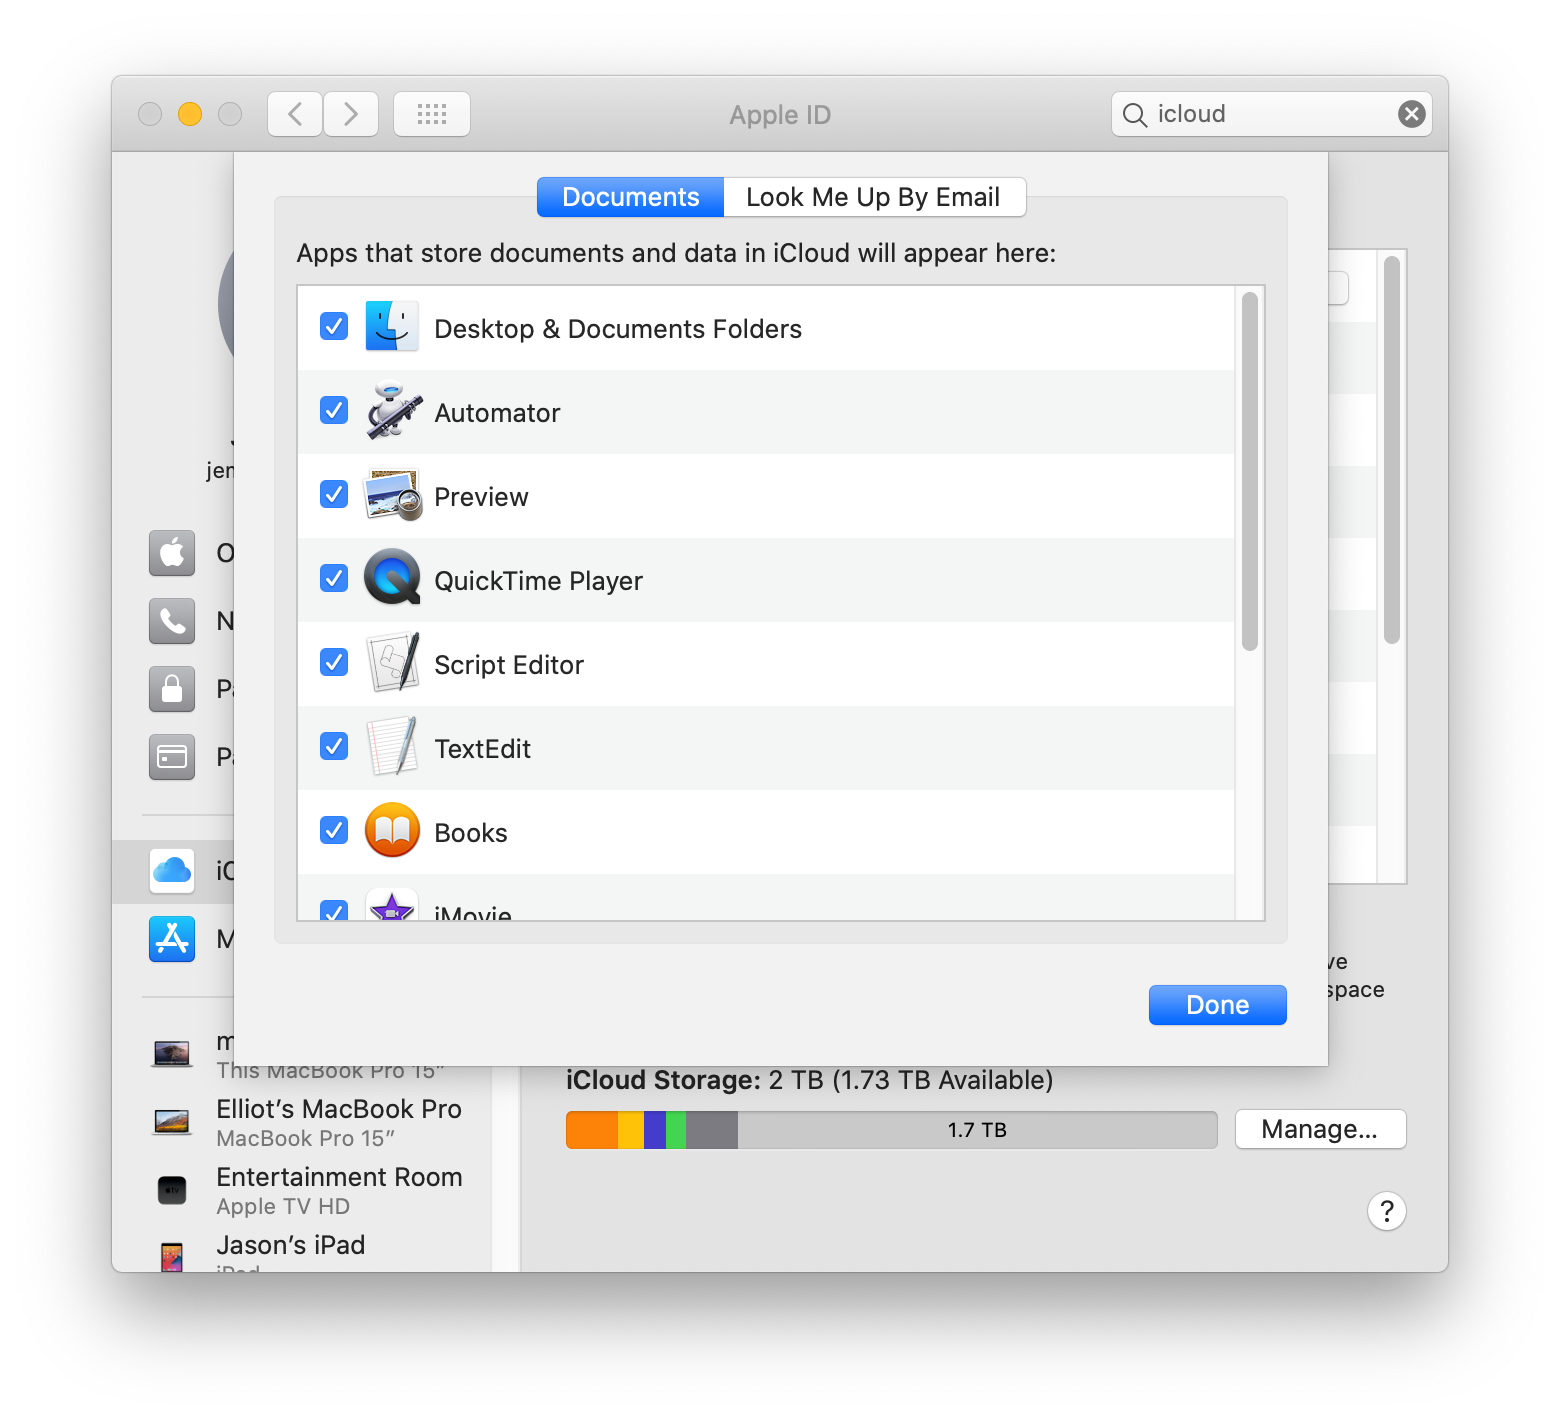 Apple ID
icloud
Documents
Look Me Up By Email
Apps that store documents and data in iCloud will appear here:
Desktop & Documents Folders
Automator
Preview
QuickTime Player
Script Editor
TextEdit
Books
iMovie
jem
O
N
Pa
Pa
iC
M
ve
space
Done
m
This MacBook Pro 15”
Elliot’s MacBook Pro
MacBook Pro 15”
Entertainment Room
Apple TV HD
Jason’s iPad
iPad
iCloud Storage: 2 TB (1.73 TB Available)
1.7 TB
Manage...
?